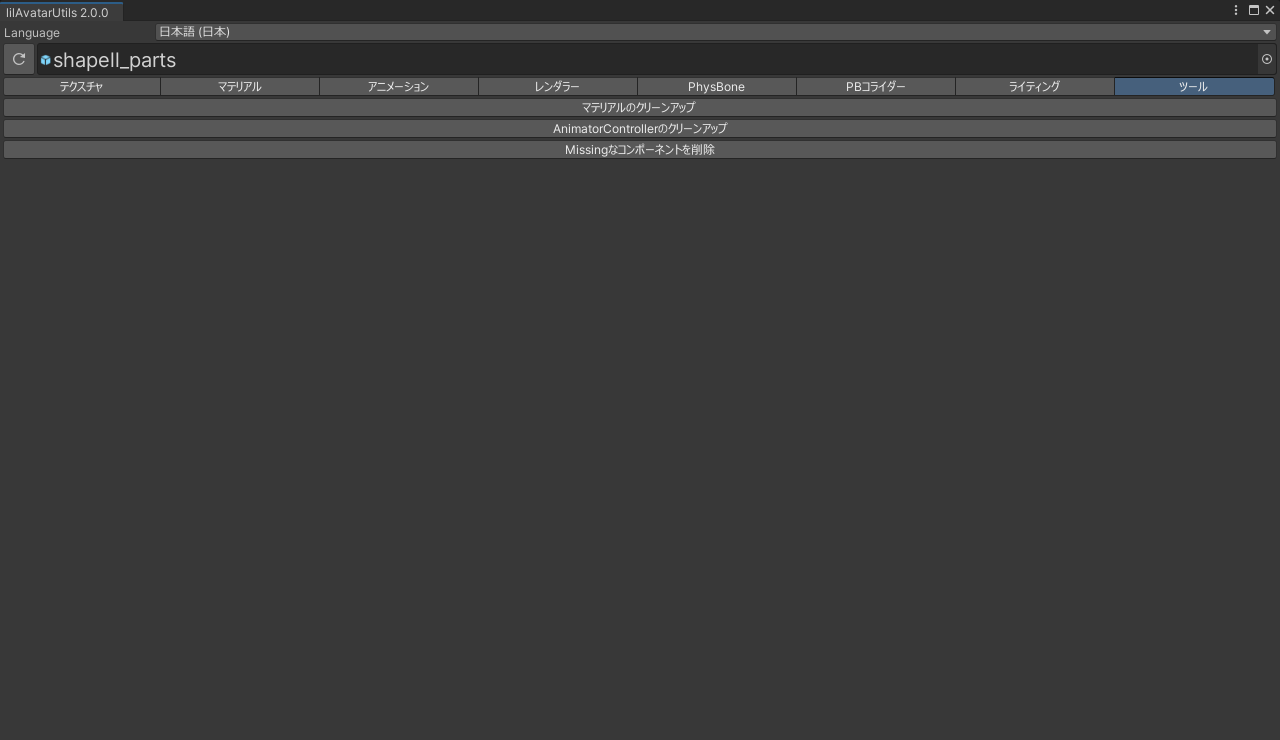 lilAvatarUtils 2.0.0
Language 日本語 (日本)
shapell_parts
テクスチャ マテリアル アニメーション レンダラー PhysBone PBコライダー ライティング ツール
マテリアルのクリーンアップ
AnimatorControllerのクリーンアップ
Missingなコンポーネントを削除